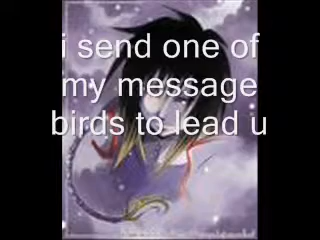 i send one of
my message
birds to lead u